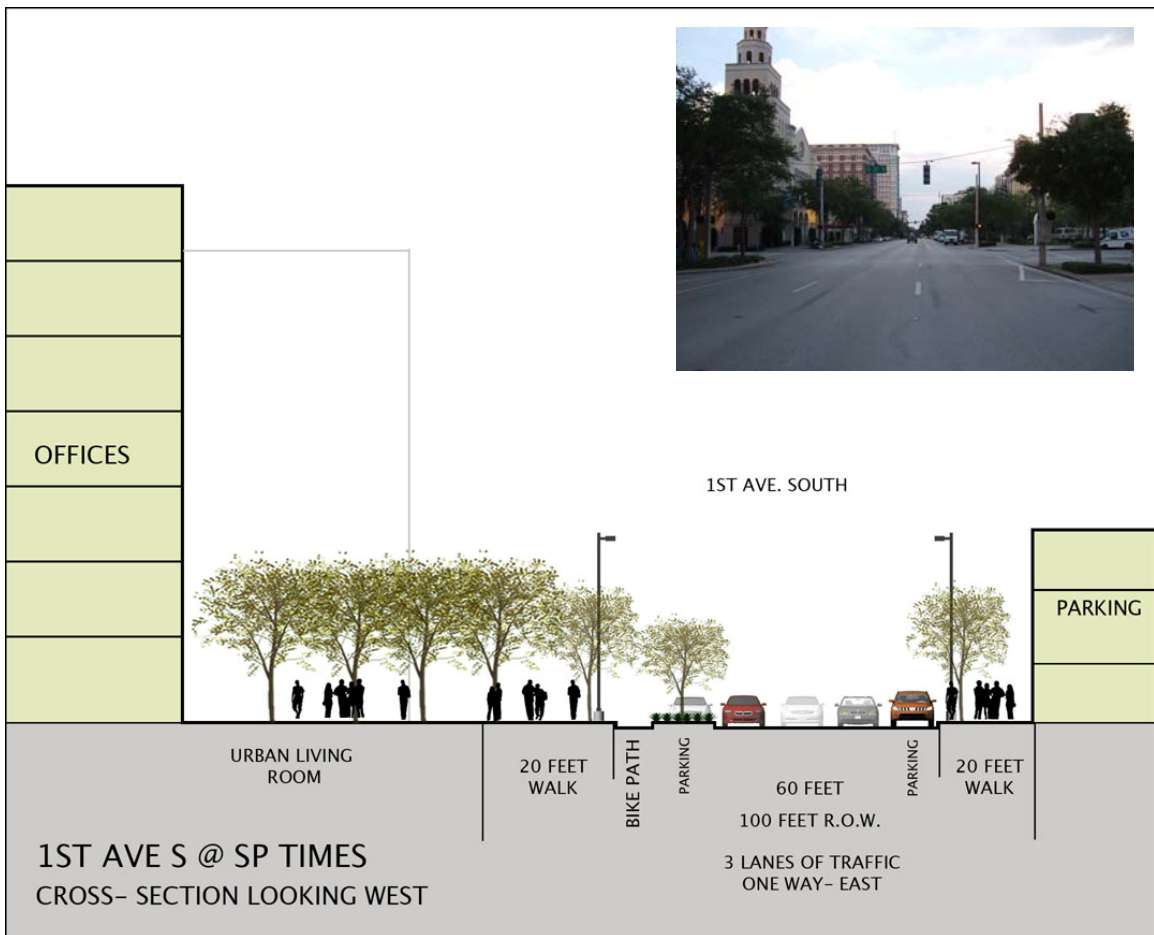 OFFICES
1ST AVE. SOUTH
PARKING
URBAN LIVING
ROOM
20 FEET
WALK
BIKE PATH
PARKING
60 FEET
100 FEET R.O.W.
3 LANES OF TRAFFIC
ONE WAY- EAST
PARKING
20 FEET
WALK
1ST AVE S @ SP TIMES
CROSS- SECTION LOOKING WEST